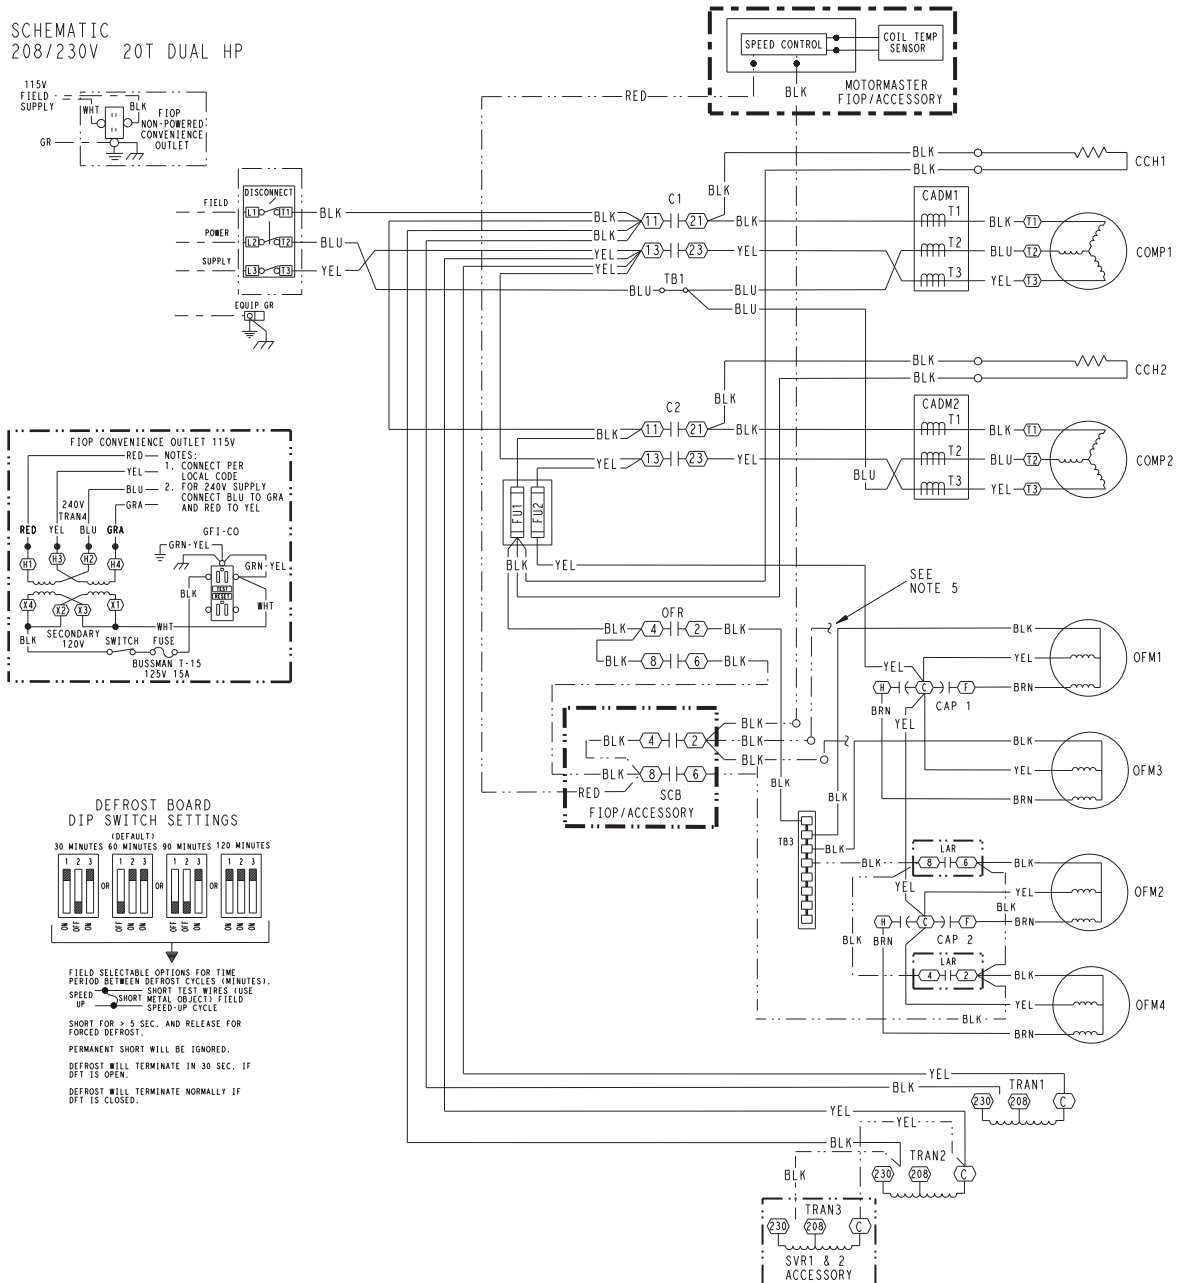 SCHEMATIC
208/230V 20T DUAL HP
115V
FIELD
SUPPLY
WHT
BLK
FIOP
NON-POWERED
CONVENIENCE
OUTLET
GR
SPEED CONTROL
COIL TEMP
SENSOR
MOTORMASTER
FIOP/ACCESSORY
RED
BLK
DISCONNECT
FIELD
L1 T1
BLK
POWER
L2 T2
BLU
SUPPLY
L3 T3
YEL
EQUIP GR
C1
BLK
BLK
11 21
BLK
BLK
YEL
YEL
13 23
YEL
BLU
TB1
BLU
BLU
BLK
BLK
CCH1
CADM1
T1
T2
T3
BLK T1
BLU T2
YEL T3
COMP1
BLK
BLK
CCH2
C2
BLK
BLK
11 21
BLK
YEL
13 23
YEL
BLU
CADM2
T1
T2
T3
BLK T1
BLU T2
YEL T3
COMP2
FU1
FU2
BLK
YEL
FIOP CONVENIENCE OUTLET 115V
RED
NOTES:
1. CONNECT PER
LOCAL CODE
YEL
BLU
2. FOR 240V SUPPLY
CONNECT BLU TO GRA
AND RED TO YEL
GRA
240V
TRAN4
RED YEL BLU GRA
H1 H3 H2 H4
X4 X2 X3 X1
SECONDARY
120V
BLK
SWITCH
FUSE
BUSSMAN T-15
125V 15A
WHT
GFI-CO
GRN-YEL
GRN-YEL
TEST
RESET
BLK
WHT
SEE
NOTE 5
OFR
BLK 4 2 BLK
BLK 8 6 BLK
BLK 4 2
BLK
BLK
BLK
BLK 8 6
RED
SCB
FIOP/ACCESSORY
BLK
BLK
TB3
BLK
BLK
YEL
H C F
BRN
YEL
CAP 1
BLK
YEL
BRN
OFM1
BLK
YEL
BRN
OFM3
LAR
8 6
BLK
YEL
BRN
OFM2
YEL
H C F
BRN
CAP 2
BLK
BLK
LAR
4 2
BLK
YEL
BRN
OFM4
BLK
DEFROST BOARD
DIP SWITCH SETTINGS
(DEFAULT)
30 MINUTES 60 MINUTES 90 MINUTES 120 MINUTES
1 2 3 OR 1 2 3 OR 1 2 3 OR 1 2 3
ON OFF ON OFF ON ON OFF OFF ON ON ON ON
FIELD SELECTABLE OPTIONS FOR TIME
PERIOD BETWEEN DEFROST CYCLES (MINUTES).
SPEED
UP
SHORT
SHORT TEST WIRES (USE
METAL OBJECT) FIELD
SPEED-UP CYCLE
SHORT FOR > 5 SEC. AND RELEASE FOR
FORCED DEFROST.
PERMANENT SHORT WILL BE IGNORED.
DEFROST WILL TERMINATE IN 30 SEC. IF
DFT IS OPEN.
DEFROST WILL TERMINATE NORMALLY IF
DFT IS CLOSED.
YEL
BLK
TRAN1
230 208 C
YEL
YEL
BLK
TRAN2
230 208 C
BLK
TRAN3
230 208 C
SVR1 & 2
ACCESSORY